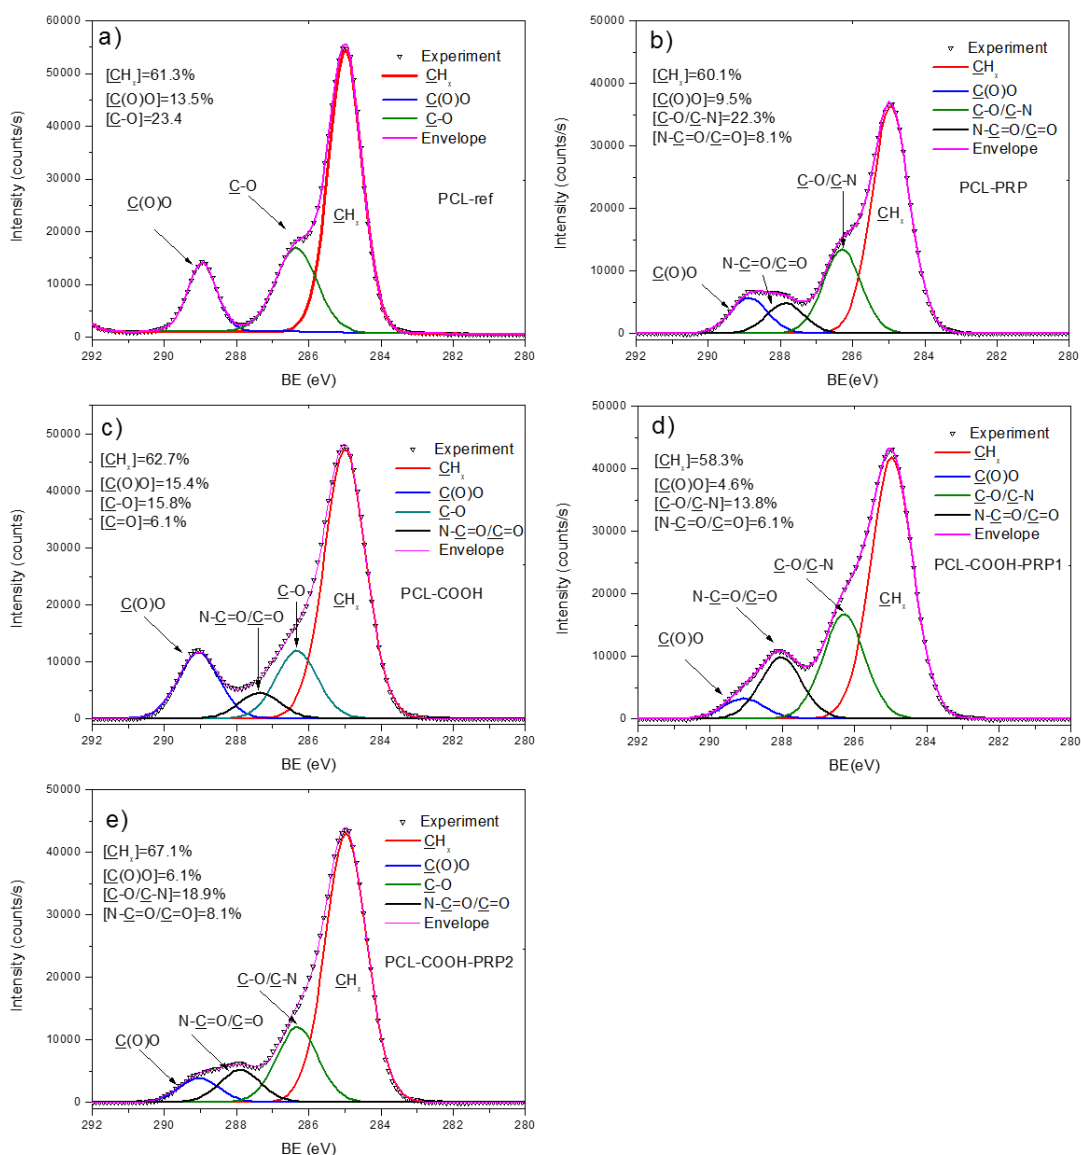 a)
[CHx]=61.3%
[C(O)O]=13.5%
[C-O]=23.4
Experiment
CHx
C(O)O
C-O
Envelope
PCL-ref
C(O)O
C-O
CHx
Intensity (counts/s)
60000
50000
40000
30000
20000
10000
0
292 290 288 286 284 282 280
BE (eV)
b)
[CHx]=60.1%
[C(O)O]=9.5%
[C-O/C-N]=22.3%
[N-C=O/C=O]=8.1%
Experiment
CHx
C(O)O
C-O/C-N
N-C=O/C=O
Envelope
PCL-PRP
C-O/C-N
CHx
N-C=O/C=O
C(O)O
Intensity (counts/s)
50000
40000
30000
20000
10000
0
292 290 288 286 284 282 280
BE(eV)
c)
[CHx]=62.7%
[C(O)O]=15.4%
[C-O]=15.8%
[C=O]=6.1%
Experiment
CHx
C(O)O
C-O
N-C=O/C=O
Envelope
PCL-COOH
C-O
N-C=O/C=O
CHx
C(O)O
Intensity (counts)
50000
40000
30000
20000
10000
0
292 290 288 286 284 282 280
BE (eV)
d)
[CHx]=58.3%
[C(O)O]=4.6%
[C-O/C-N]=13.8%
[N-C=O/C=O]=6.1%
Experiment
CHx
C(O)O
C-O/C-N
N-C=O/C=O
Envelope
PCL-COOH-PRP1
C-O/C-N
N-C=O/C=O
CHx
C(O)O
Intensity (counts/s)
50000
40000
30000
20000
10000
0
292 290 288 286 284 282 280
BE(eV)
e)
[CHx]=67.1%
[C(O)O]=6.1%
[C-O/C-N]=18.9%
[N-C=O/C=O]=8.1%
Experiment
CHx
C(O)O
C-O
N-C=O/C=O
Envelope
PCL-COOH-PRP2
C-O/C-N
CHx
N-C=O/C=O
C(O)O
Intensity (counts/s)
50000
40000
30000
20000
10000
0
292 290 288 286 284 282 280
BE (eV)